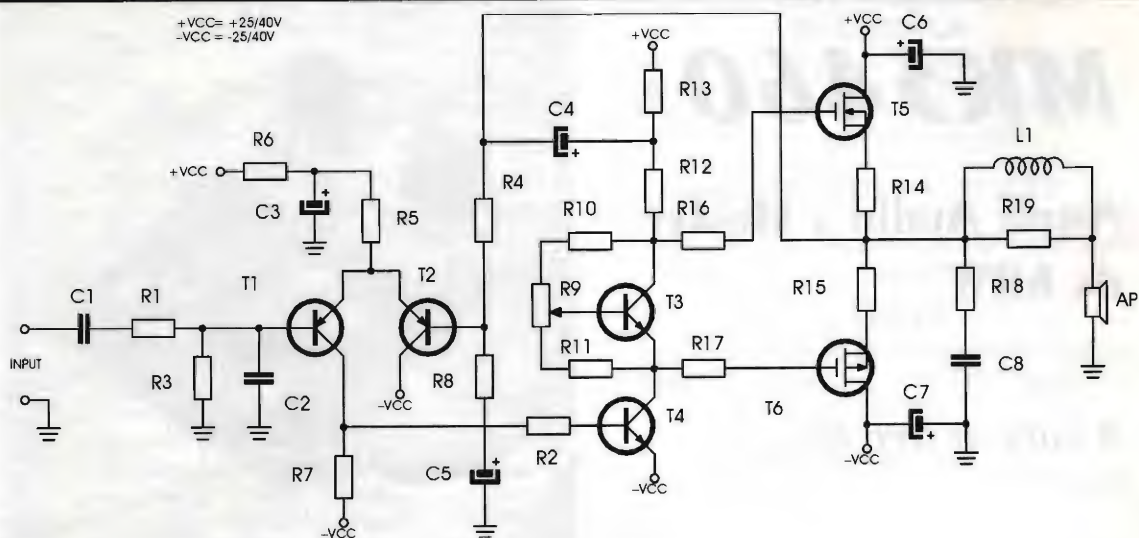 +VCC= +25/40V
-VCC = -25/40V
+VCC
C6
+
R13
T5
C4
+
L1
R6
+VCC
+
C3
R4
R12
R14
R5
R10
R16
R19
T1
T2
R9
T3
C1
R1
R15
R18
AP
INPUT
R3
C2
-VCC
R8
R11
R17
C8
T6
C7
+
T4
R2
-VCC
R7
C5
+
-VCC
-VCC
+VCC